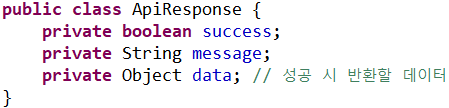 public class ApiResponse {
    private boolean success;
    private String message;
    private Object data; // 성공 시 반환할 데이터
}